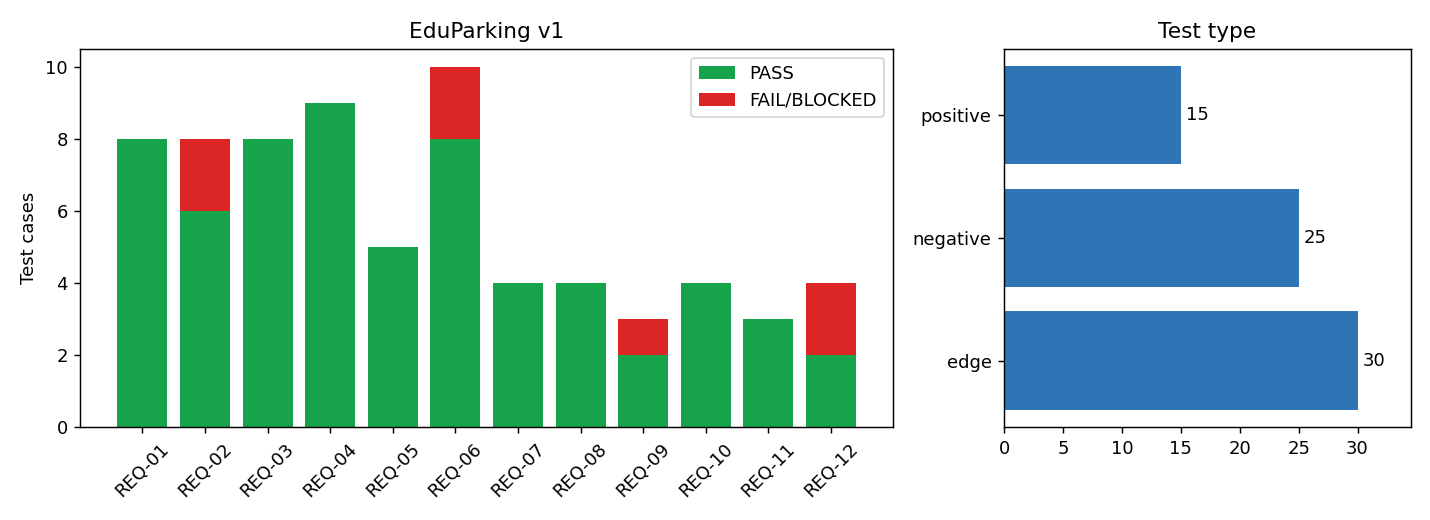 EduParking v1
Test cases
10
8
6
4
2
0
PASS
FAIL/BLOCKED
REQ-01
REQ-02
REQ-03
REQ-04
REQ-05
REQ-06
REQ-07
REQ-08
REQ-09
REQ-10
REQ-11
REQ-12
Test type
positive
15
negative
25
edge
30
0 5 10 15 20 25 30